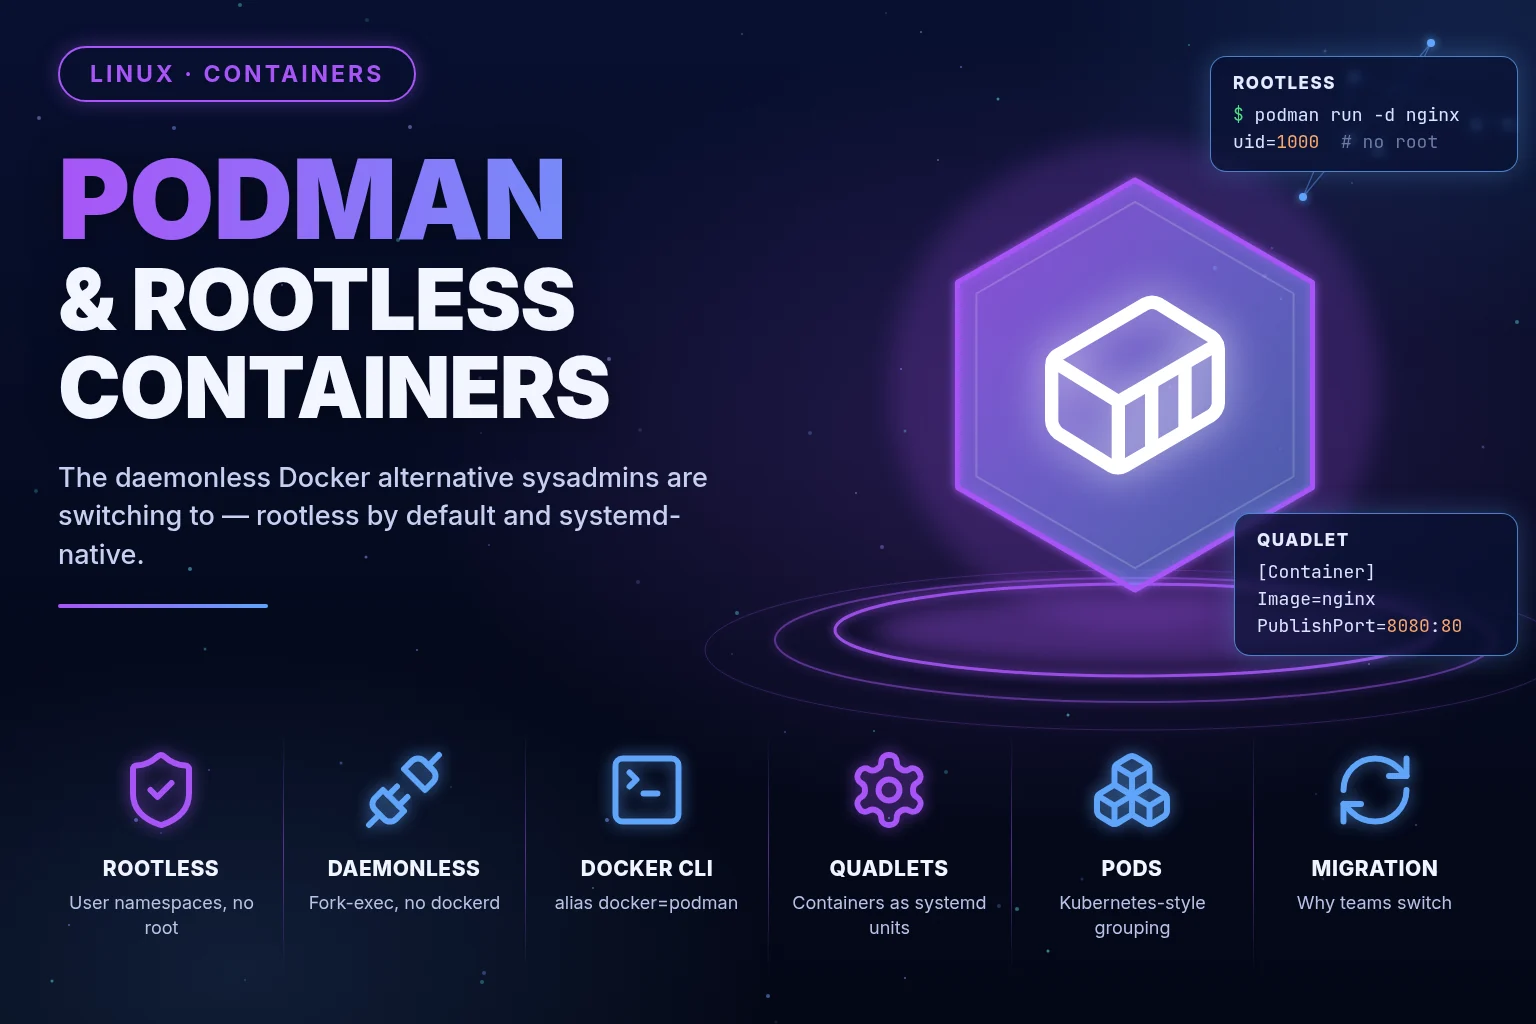 LINUX · CONTAINERS
PODMAN
& ROOTLESS
CONTAINERS
The daemonless Docker alternative sysadmins are
switching to — rootless by default and systemd-
native.
ROOTLESS
$ podman run -d nginx
uid=1000  # no root
QUADLET
[Container]
Image=nginx
PublishPort=8080:80
ROOTLESS
User namespaces, no
root
DAEMONLESS
Fork-exec, no dockerd
DOCKER CLI
alias docker=podman
QUADLETS
Containers as systemd
units
PODS
Kubernetes-style
grouping
MIGRATION
Why teams switch